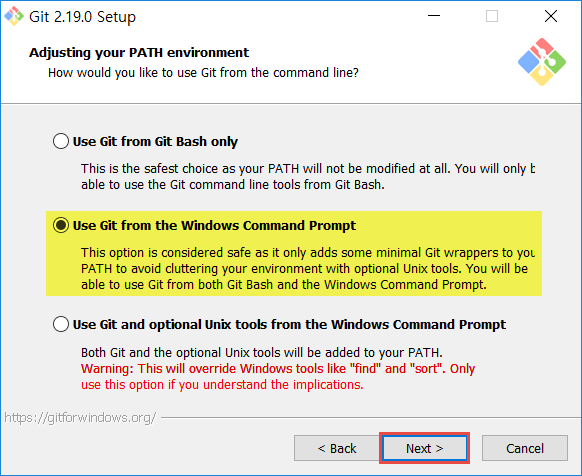 Git 2.19.0 Setup
Adjusting your PATH environment
How would you like to use Git from the command line?
Use Git from Git Bash only
This is the safest choice as your PATH will not be modified at all. You will only
able to use the Git command line tools from Git Bash.
Use Git from the Windows Command Prompt
This option is considered safe as it only adds some minimal Git wrappers to
PATH to avoid cluttering your environment with optional Unix tools. You will be
able to use Git from both Git Bash and the Windows Command Prompt.
Use Git and optional Unix tools from the Windows Command Prompt
Both Git and the optional Unix tools will be added to your PATH.
Warning: This will override Windows tools like "find" and "sort". Only
use this option if you understand the implications.
https://gitforwindows.org/
< Back
Next >
Cancel